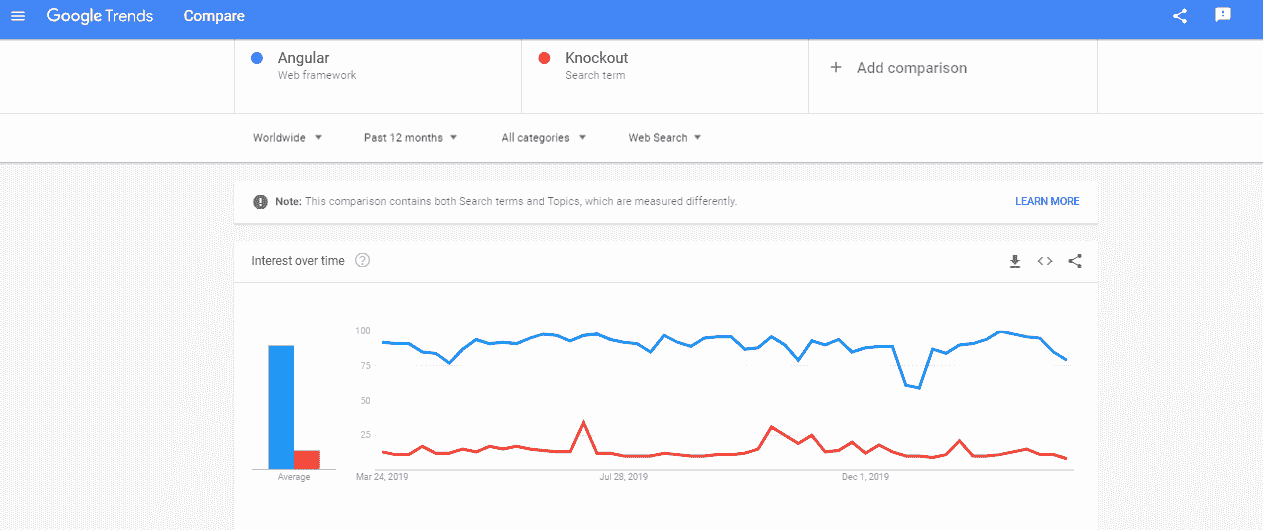 Google Trends Compare
Angular
Web framework
Knockout
Search term
+ Add comparison
Worldwide Past 12 months All categories Web Search
Note: This comparison contains both Search terms and Topics, which are measured differently. LEARN MORE
Interest over time
100
75
50
25
Average
Mar 24, 2019 Jul 28, 2019 Dec 1, 2019